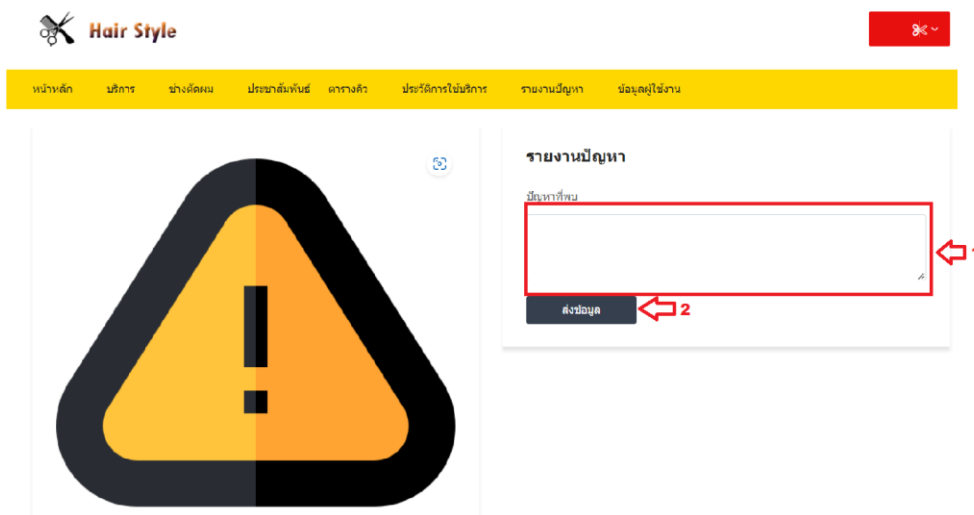 Hair Style
หน้าหลัก บริการ ช่างตัดผม ประชาสัมพันธ์ ตารางคิว ประวัติการใช้บริการ รายงานปัญหา ข้อมูลผู้ใช้งาน
รายงานปัญหา
ปัญหาที่พบ
ส่งข้อมูล
2